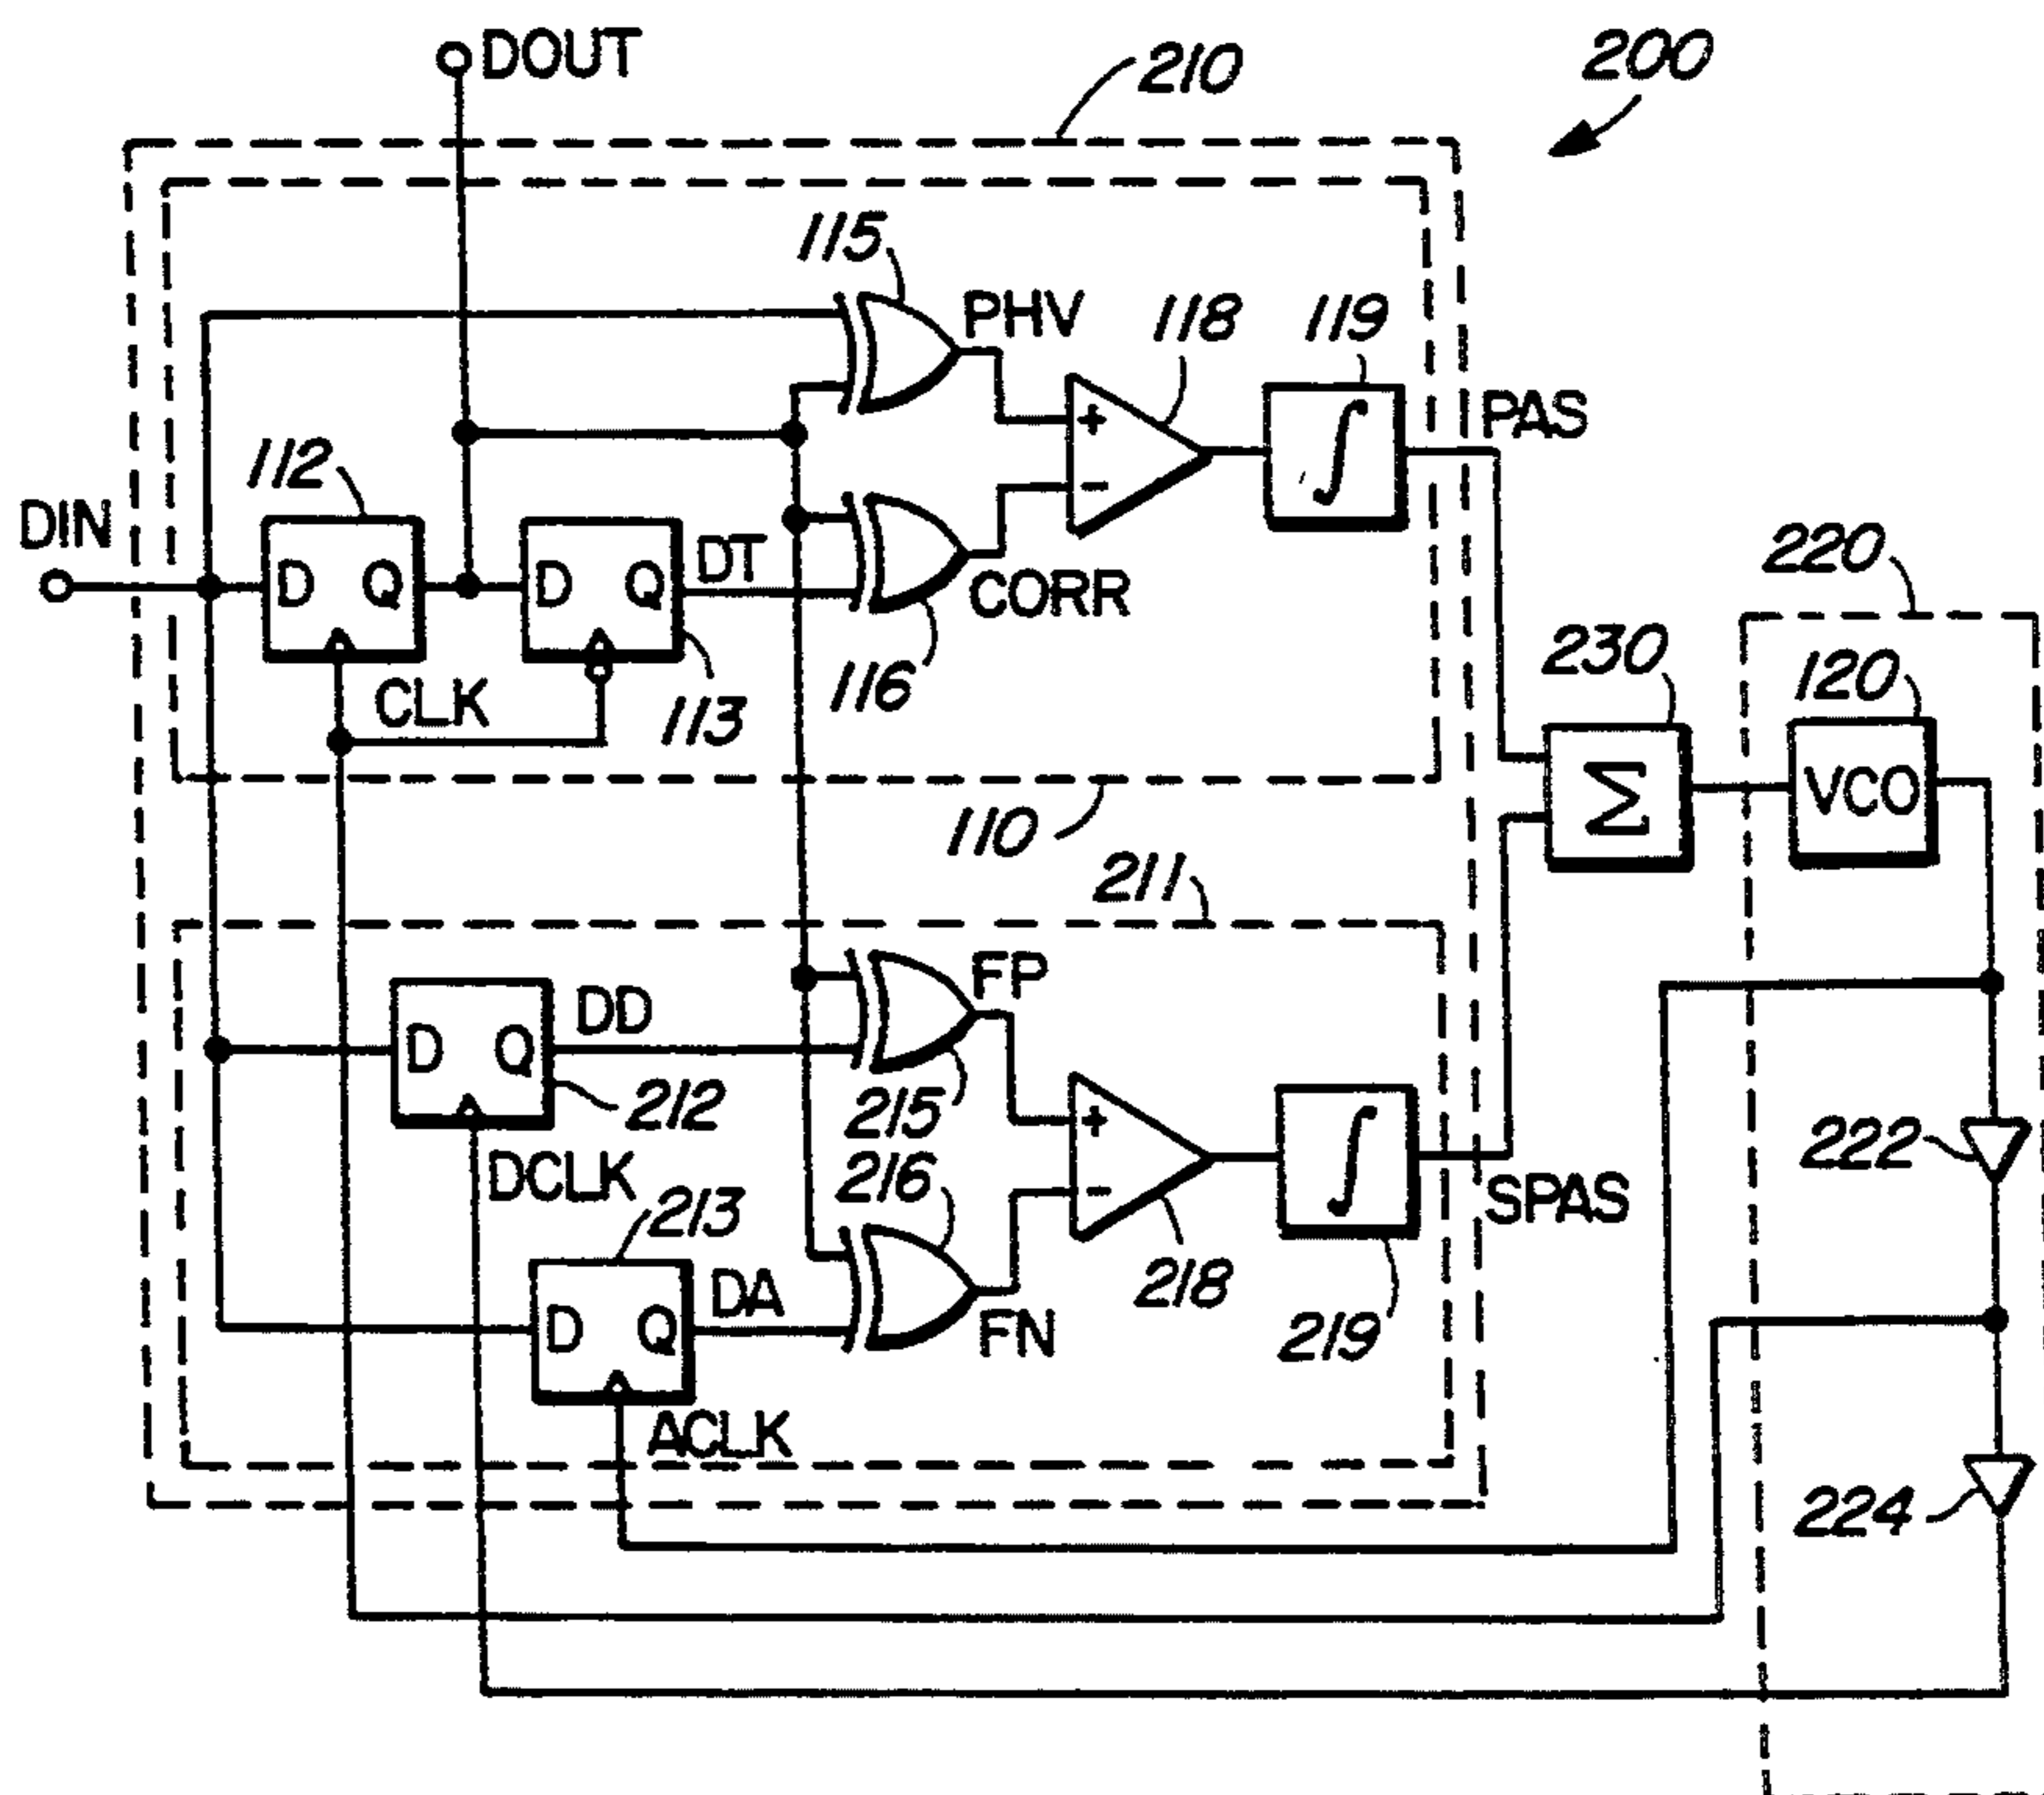 DOUT
210
200
115
PHV
118
119
PAS
112
DIN
D Q
D Q
DT
CORR
220
CLK
113
116
230
120
+
−
∫
Σ
VCO
110
211
DD
FP
D Q
212
215
+
−
∫
222
DCLK
213
216
SPAS
DA
D Q
FN
218
219
ACLK
224